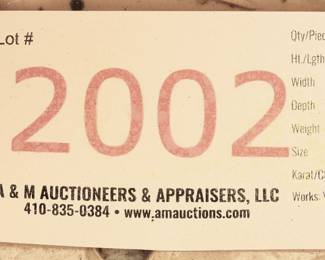 Lot #
2002
A & M AUCTIONEERS & APPRAISERS, LLC
410-835-0384 • www.amauctions.com
Qty/Piec
Ht./Lgth
Width
Depth
Weight
Size
Karat/C
Works: